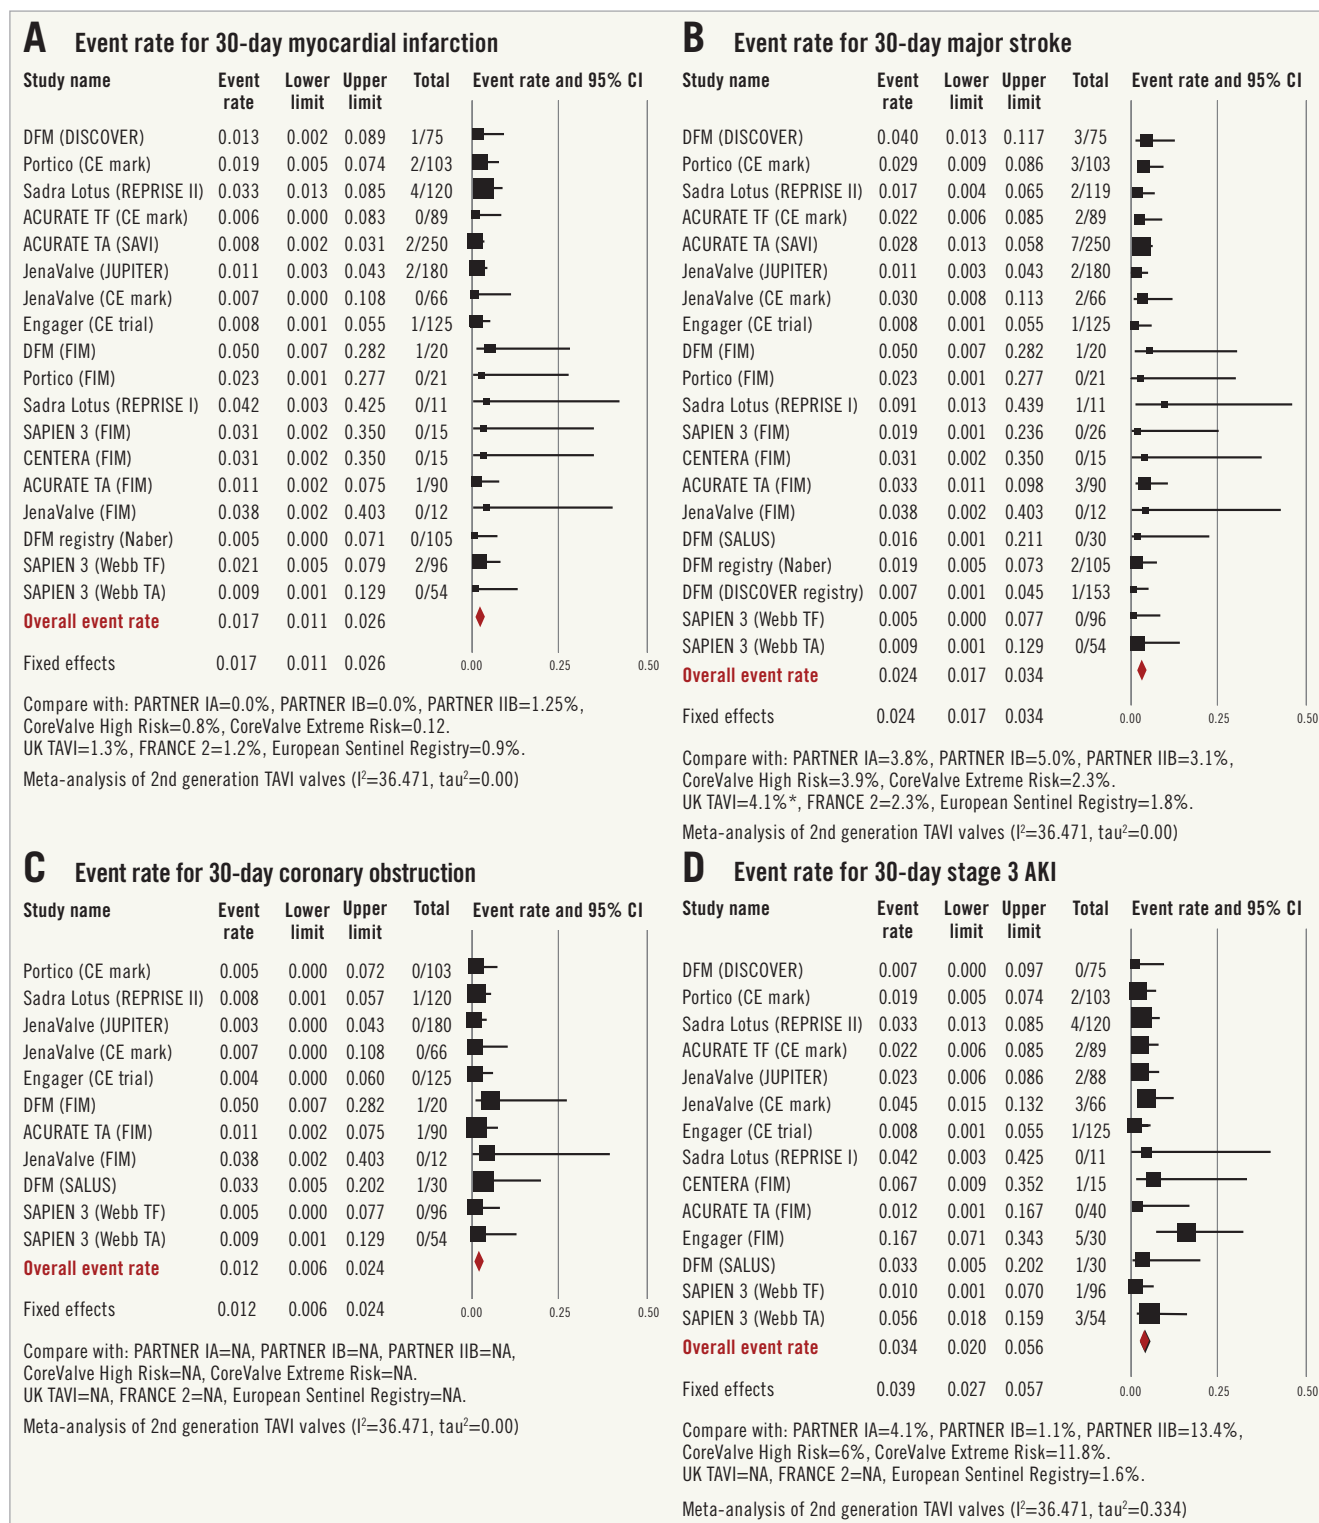 A Event rate for 30-day myocardial infarction
Study name Event rate Lower limit Upper limit Total Event rate and 95% CI
DFM (DISCOVER) 0.013 0.002 0.089 1/75
Portico (CE mark) 0.019 0.005 0.074 2/103
Sadra Lotus (REPRISE II) 0.033 0.013 0.085 4/120
ACURATE TF (CE mark) 0.006 0.000 0.083 0/89
ACURATE TA (SAVI) 0.008 0.002 0.031 2/250
JenaValve (JUPITER) 0.011 0.003 0.043 2/180
JenaValve (CE mark) 0.007 0.000 0.108 0/66
Engager (CE trial) 0.008 0.001 0.055 1/125
DFM (FIM) 0.050 0.007 0.282 1/20
Portico (FIM) 0.023 0.001 0.277 0/21
Sadra Lotus (REPRISE I) 0.042 0.003 0.425 0/11
SAPIEN 3 (FIM) 0.031 0.002 0.350 0/15
CENTERA (FIM) 0.031 0.002 0.350 0/15
ACURATE TA (FIM) 0.011 0.002 0.075 1/90
JenaValve (FIM) 0.038 0.002 0.403 0/12
DFM registry (Naber) 0.005 0.000 0.071 0/105
SAPIEN 3 (Webb TF) 0.021 0.005 0.079 2/96
SAPIEN 3 (Webb TA) 0.009 0.001 0.129 0/54
Overall event rate 0.017 0.011 0.026
Fixed effects 0.017 0.011 0.026
0.00 0.25 0.50
Compare with: PARTNER IA=0.0%, PARTNER IB=0.0%, PARTNER IIB=1.25%,
CoreValve High Risk=0.8%, CoreValve Extreme Risk=0.12.
UK TAVI=1.3%, FRANCE 2=1.2%, European Sentinel Registry=0.9%.
Meta-analysis of 2nd generation TAVI valves (I²=36.471, tau²=0.00)
B Event rate for 30-day major stroke
Study name Event rate Lower limit Upper limit Total Event rate and 95% CI
DFM (DISCOVER) 0.040 0.013 0.117 3/75
Portico (CE mark) 0.029 0.009 0.086 3/103
Sadra Lotus (REPRISE II) 0.017 0.004 0.065 2/119
ACURATE TF (CE mark) 0.022 0.006 0.085 2/89
ACURATE TA (SAVI) 0.028 0.013 0.058 7/250
JenaValve (JUPITER) 0.011 0.003 0.043 2/180
JenaValve (CE mark) 0.030 0.008 0.113 2/66
Engager (CE trial) 0.008 0.001 0.055 1/125
DFM (FIM) 0.050 0.007 0.282 1/20
Portico (FIM) 0.023 0.001 0.277 0/21
Sadra Lotus (REPRISE I) 0.091 0.013 0.439 1/11
SAPIEN 3 (FIM) 0.019 0.001 0.236 0/26
CENTERA (FIM) 0.031 0.002 0.350 0/15
ACURATE TA (FIM) 0.033 0.011 0.098 3/90
JenaValve (FIM) 0.038 0.002 0.403 0/12
DFM (SALUS) 0.016 0.001 0.211 0/30
DFM registry (Naber) 0.019 0.005 0.073 2/105
DFM (DISCOVER registry) 0.007 0.001 0.045 1/153
SAPIEN 3 (Webb TF) 0.005 0.000 0.077 0/96
SAPIEN 3 (Webb TA) 0.009 0.001 0.129 0/54
Overall event rate 0.024 0.017 0.034
Fixed effects 0.024 0.017 0.034
0.00 0.25 0.50
Compare with: PARTNER IA=3.8%, PARTNER IB=5.0%, PARTNER IIB=3.1%,
CoreValve High Risk=3.9%, CoreValve Extreme Risk=2.3%.
UK TAVI=4.1%*, FRANCE 2=2.3%, European Sentinel Registry=1.8%.
Meta-analysis of 2nd generation TAVI valves (I²=36.471, tau²=0.00)
C Event rate for 30-day coronary obstruction
Study name Event rate Lower limit Upper limit Total Event rate and 95% CI
Portico (CE mark) 0.005 0.000 0.072 0/103
Sadra Lotus (REPRISE II) 0.008 0.001 0.057 1/120
JenaValve (JUPITER) 0.003 0.000 0.043 0/180
JenaValve (CE mark) 0.007 0.000 0.108 0/66
Engager (CE trial) 0.004 0.000 0.060 0/125
DFM (FIM) 0.050 0.007 0.282 1/20
ACURATE TA (FIM) 0.011 0.002 0.075 1/90
JenaValve (FIM) 0.038 0.002 0.403 0/12
DFM (SALUS) 0.033 0.005 0.202 1/30
SAPIEN 3 (Webb TF) 0.005 0.000 0.077 0/96
SAPIEN 3 (Webb TA) 0.009 0.001 0.129 0/54
Overall event rate 0.012 0.006 0.024
Fixed effects 0.012 0.006 0.024
0.00 0.25 0.50
Compare with: PARTNER IA=NA, PARTNER IB=NA, PARTNER IIB=NA,
CoreValve High Risk=NA, CoreValve Extreme Risk=NA.
UK TAVI=NA, FRANCE 2=NA, European Sentinel Registry=NA.
Meta-analysis of 2nd generation TAVI valves (I²=36.471, tau²=0.00)
D Event rate for 30-day stage 3 AKI
Study name Event rate Lower limit Upper limit Total Event rate and 95% CI
DFM (DISCOVER) 0.007 0.000 0.097 0/75
Portico (CE mark) 0.019 0.005 0.074 2/103
Sadra Lotus (REPRISE II) 0.033 0.013 0.085 4/120
ACURATE TF (CE mark) 0.022 0.006 0.085 2/89
JenaValve (JUPITER) 0.023 0.006 0.086 2/88
JenaValve (CE mark) 0.045 0.015 0.132 3/66
Engager (CE trial) 0.008 0.001 0.055 1/125
Sadra Lotus (REPRISE I) 0.042 0.003 0.425 0/11
CENTERA (FIM) 0.067 0.009 0.352 1/15
ACURATE TA (FIM) 0.012 0.001 0.167 0/40
Engager (FIM) 0.167 0.071 0.343 5/30
DFM (SALUS) 0.033 0.005 0.202 1/30
SAPIEN 3 (Webb TF) 0.010 0.001 0.070 1/96
SAPIEN 3 (Webb TA) 0.056 0.018 0.159 3/54
Overall event rate 0.034 0.020 0.056
Fixed effects 0.039 0.027 0.057
0.00 0.25 0.50
Compare with: PARTNER IA=4.1%, PARTNER IB=1.1%, PARTNER IIB=13.4%,
CoreValve High Risk=6%, CoreValve Extreme Risk=11.8%.
UK TAVI=NA, FRANCE 2=NA, European Sentinel Registry=1.6%.
Meta-analysis of 2nd generation TAVI valves (I²=36.471, tau²=0.334)